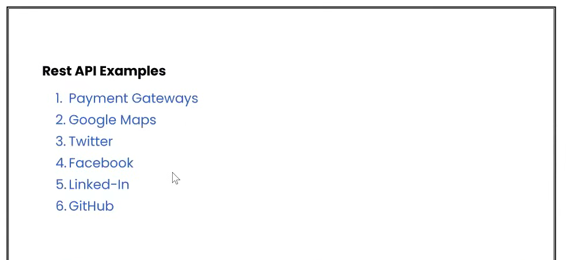 Rest API Examples
1. Payment Gateways
2. Google Maps
3. Twitter
4. Facebook
5. Linked-In
6. GitHub